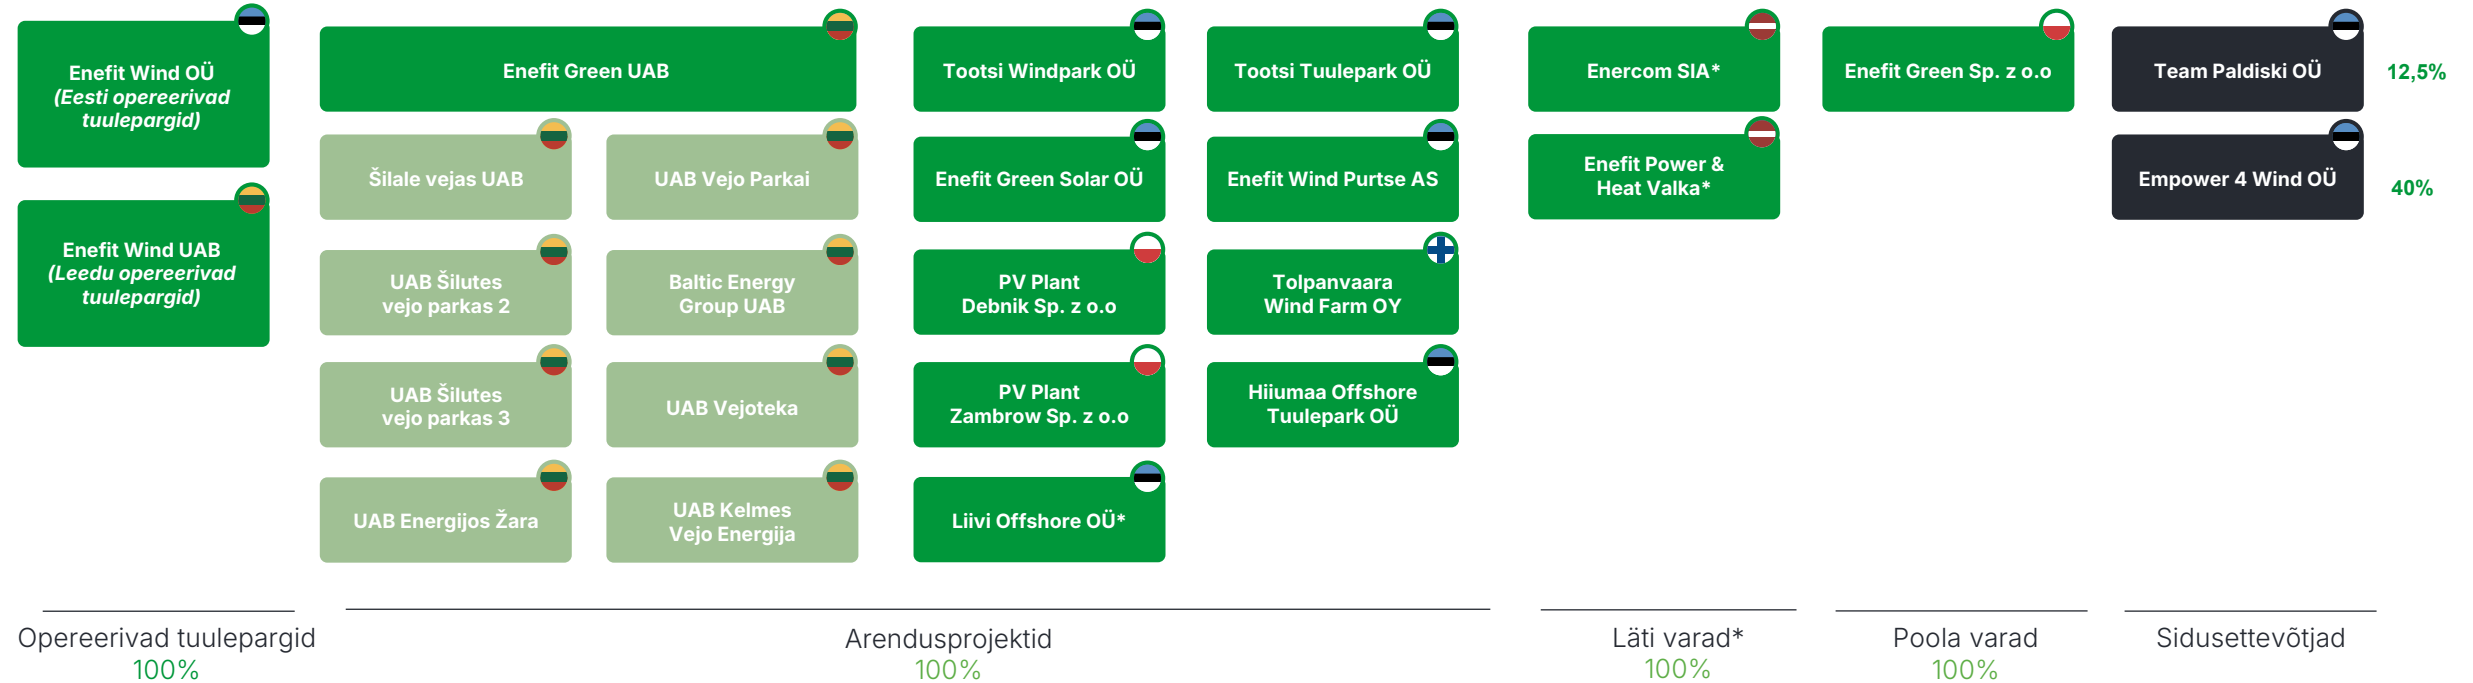 Enefit Wind OÜ
(Eesti opereerivad
tuulepargid)
Enefit Wind UAB
(Leedu opereerivad
tuulepargid)
Opereerivad tuulepargid
100%
Enefit Green UAB
Šilale vejas UAB
UAB Vejo Parkai
UAB Šilutes
vejo parkas 2
Baltic Energy
Group UAB
UAB Šilutes
vejo parkas 3
UAB Vejoteka
UAB Energijos Žara
UAB Kelmes
Vejo Energija
Tootsi Windpark OÜ
Tootsi Tuulepark OÜ
Enefit Green Solar OÜ
Enefit Wind Purtse AS
PV Plant
Debnik Sp. z o.o
Tolpanvaara
Wind Farm OY
PV Plant
Zambrow Sp. z o.o
Hiiumaa Offshore
Tuulepark OÜ
Liivi Offshore OÜ*
Arendusprojektid
100%
Enercom SIA*
Enefit Power &
Heat Valka*
Läti varad*
100%
Enefit Green Sp. z o.o
Poola varad
100%
Team Paldiski OÜ
12,5%
Empower 4 Wind OÜ
40%
Sidusettevõtjad